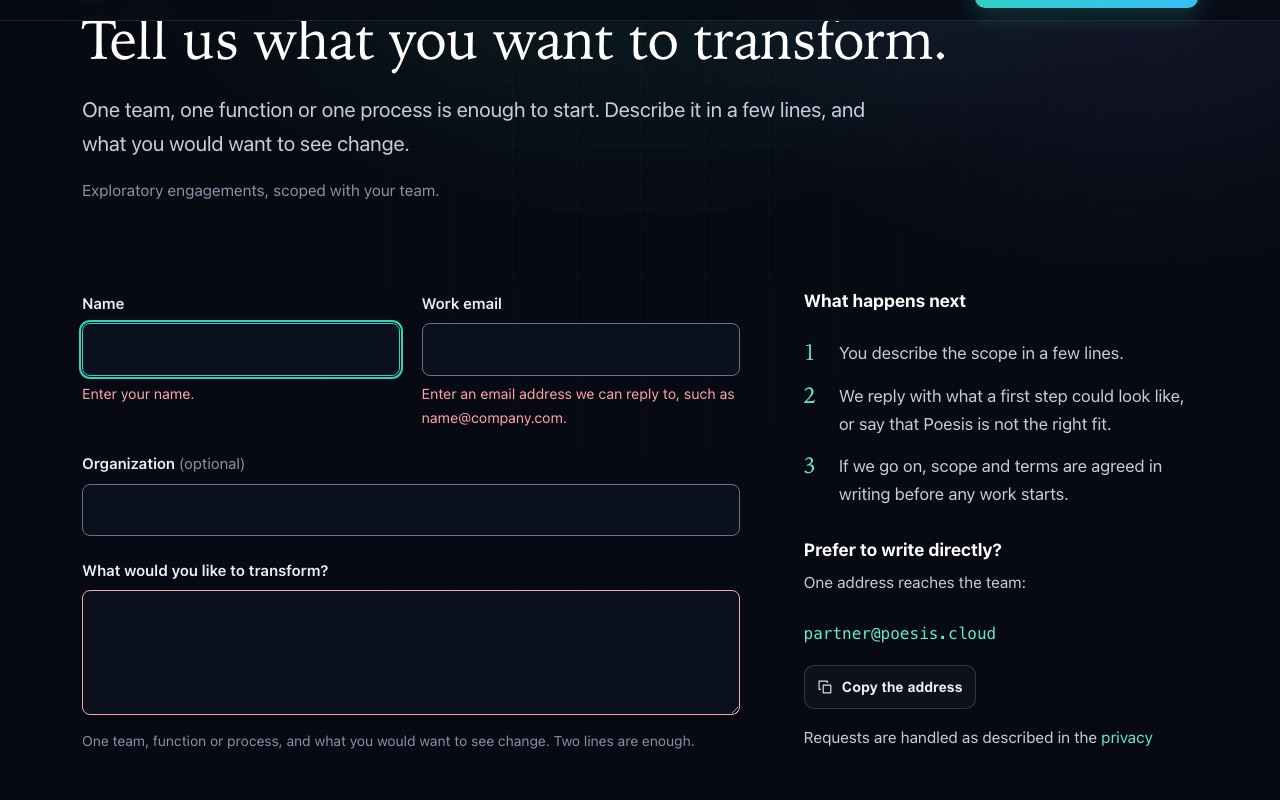 Tell us what you want to transform.
One team, one function or one process is enough to start. Describe it in a few lines, and
what you would want to see change.
Exploratory engagements, scoped with your team.
Name
Work email
Enter your name.
Enter an email address we can reply to, such as
name@company.com.
Organization (optional)
What would you like to transform?
One team, function or process, and what you would want to see change. Two lines are enough.
What happens next
1 You describe the scope in a few lines.
2 We reply with what a first step could look like,
or say that Poesis is not the right fit.
3 If we go on, scope and terms are agreed in
writing before any work starts.
Prefer to write directly?
One address reaches the team:
partner@poesis.cloud
Copy the address
Requests are handled as described in the privacy